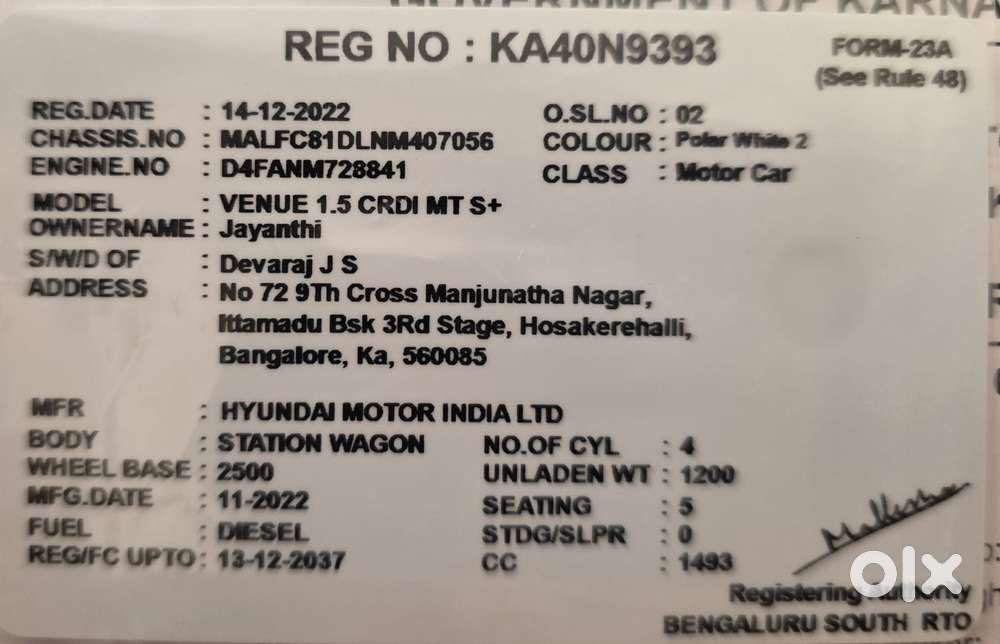 GOVERNMENT OF KARNA
REG NO : KA40N9393
FORM-23A
(See Rule 48)
REG.DATE : 14-12-2022 O.SL.NO : 02
CHASSIS.NO : MALFC81DLNM407056 COLOUR : Polar White 2
ENGINE.NO : D4FANM728841 CLASS : Motor Car
MODEL : VENUE 1.5 CRDI MT S+
OWNERNAME : Jayanthi
S/W/D OF : Devaraj J S
ADDRESS : No 72 9Th Cross Manjunatha Nagar,
Ittamadu Bsk 3Rd Stage, Hosakerehalli,
Bangalore, Ka, 560085
MFR : HYUNDAI MOTOR INDIA LTD
BODY : STATION WAGON NO.OF CYL : 4
WHEEL BASE : 2500 UNLADEN WT : 1200
MFG.DATE : 11-2022 SEATING : 5
FUEL : DIESEL STDG/SLPR : 0
REG/FC UPTO : 13-12-2037 CC : 1493
olx
Registering Authority
BENGALURU SOUTH RTO